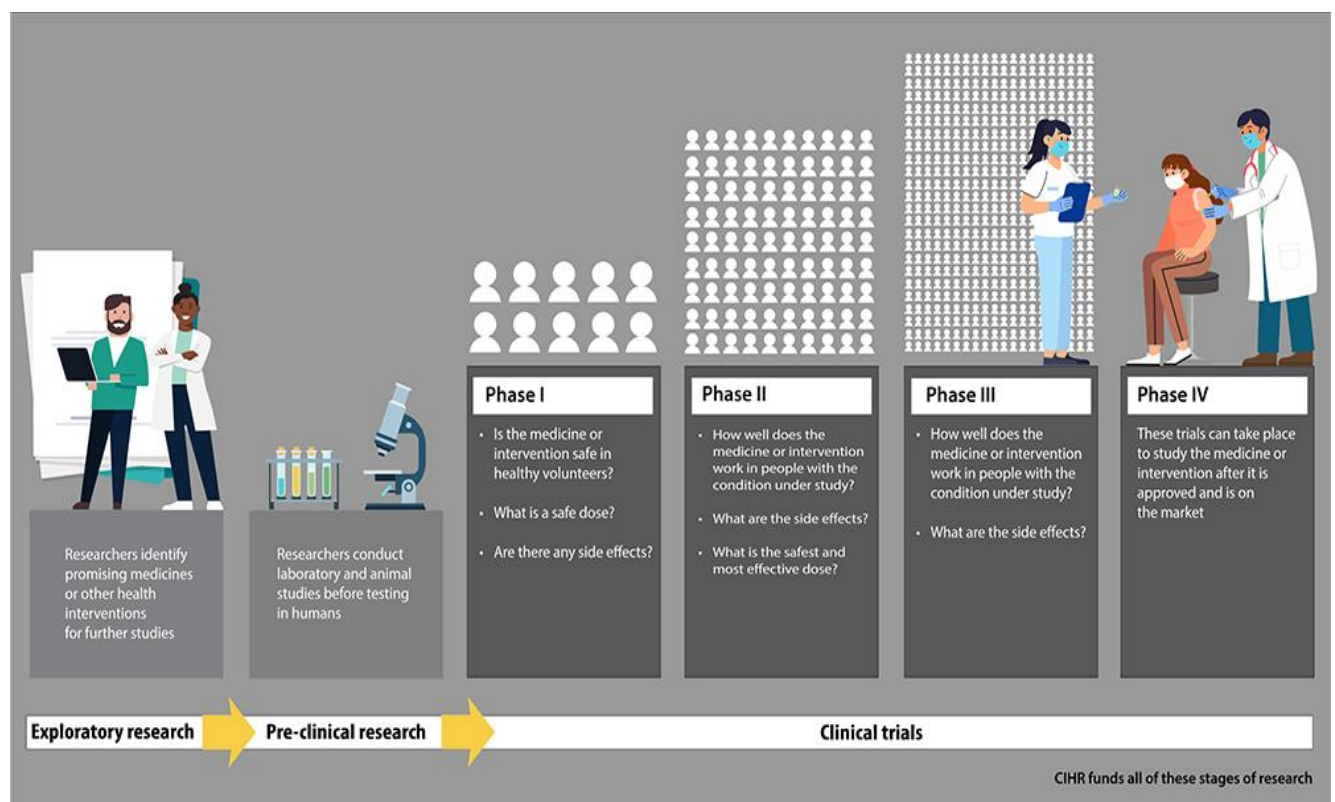 Researchers identify
promising medicines
or other health
interventions
for further studies
Researchers conduct
laboratory and animal
studies before testing
in humans
Phase I
• Is the medicine or
intervention safe in
healthy volunteers?
• What is a safe dose?
• Are there any side effects?
Phase II
• How well does the
medicine or intervention
work in people with the
condition under study?
• What are the side effects?
• What is the safest and
most effective dose?
Phase III
• How well does the
medicine or intervention
work in people with the
condition under study?
• What are the side effects?
Phase IV
These trials can take place
to study the medicine or
intervention after it is
approved and is on
the market
Exploratory research
Pre-clinical research
Clinical trials
CIHR funds all of these stages of research